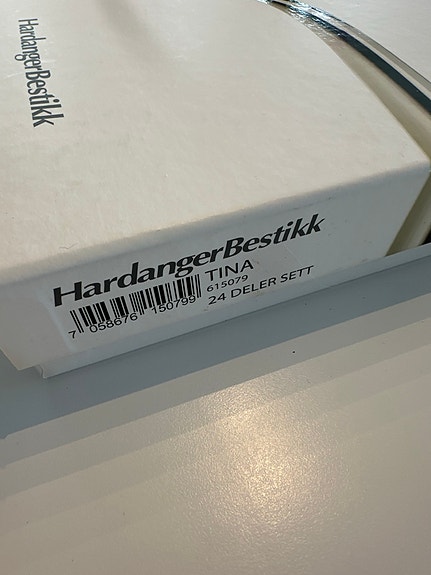 HardangerBestikk
HardangerBestikk
TINA
615079
24 DELER SETT
7 058676 150799